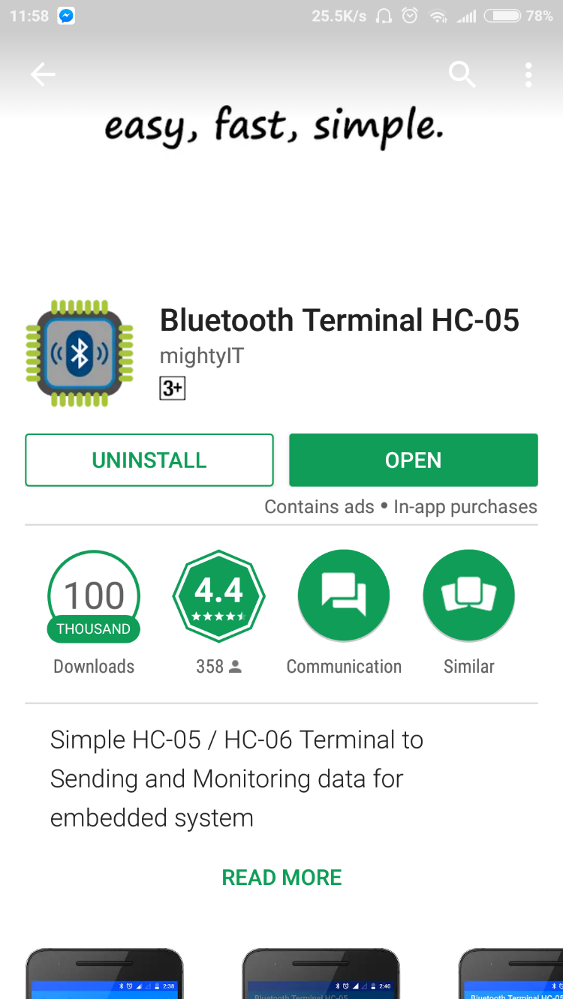 11:58 25.5K/s 78%
easy, fast, simple.
Bluetooth Terminal HC-05
mightyIT
3+
UNINSTALL OPEN
Contains ads • In-app purchases
100 4.4
THOUSAND
Downloads 358 Communication Similar
Simple HC-05 / HC-06 Terminal to
Sending and Monitoring data for
embedded system
READ MORE
2:38 2:40
Bluetooth Terminal HC-05 Bluetooth Terminal HC-05